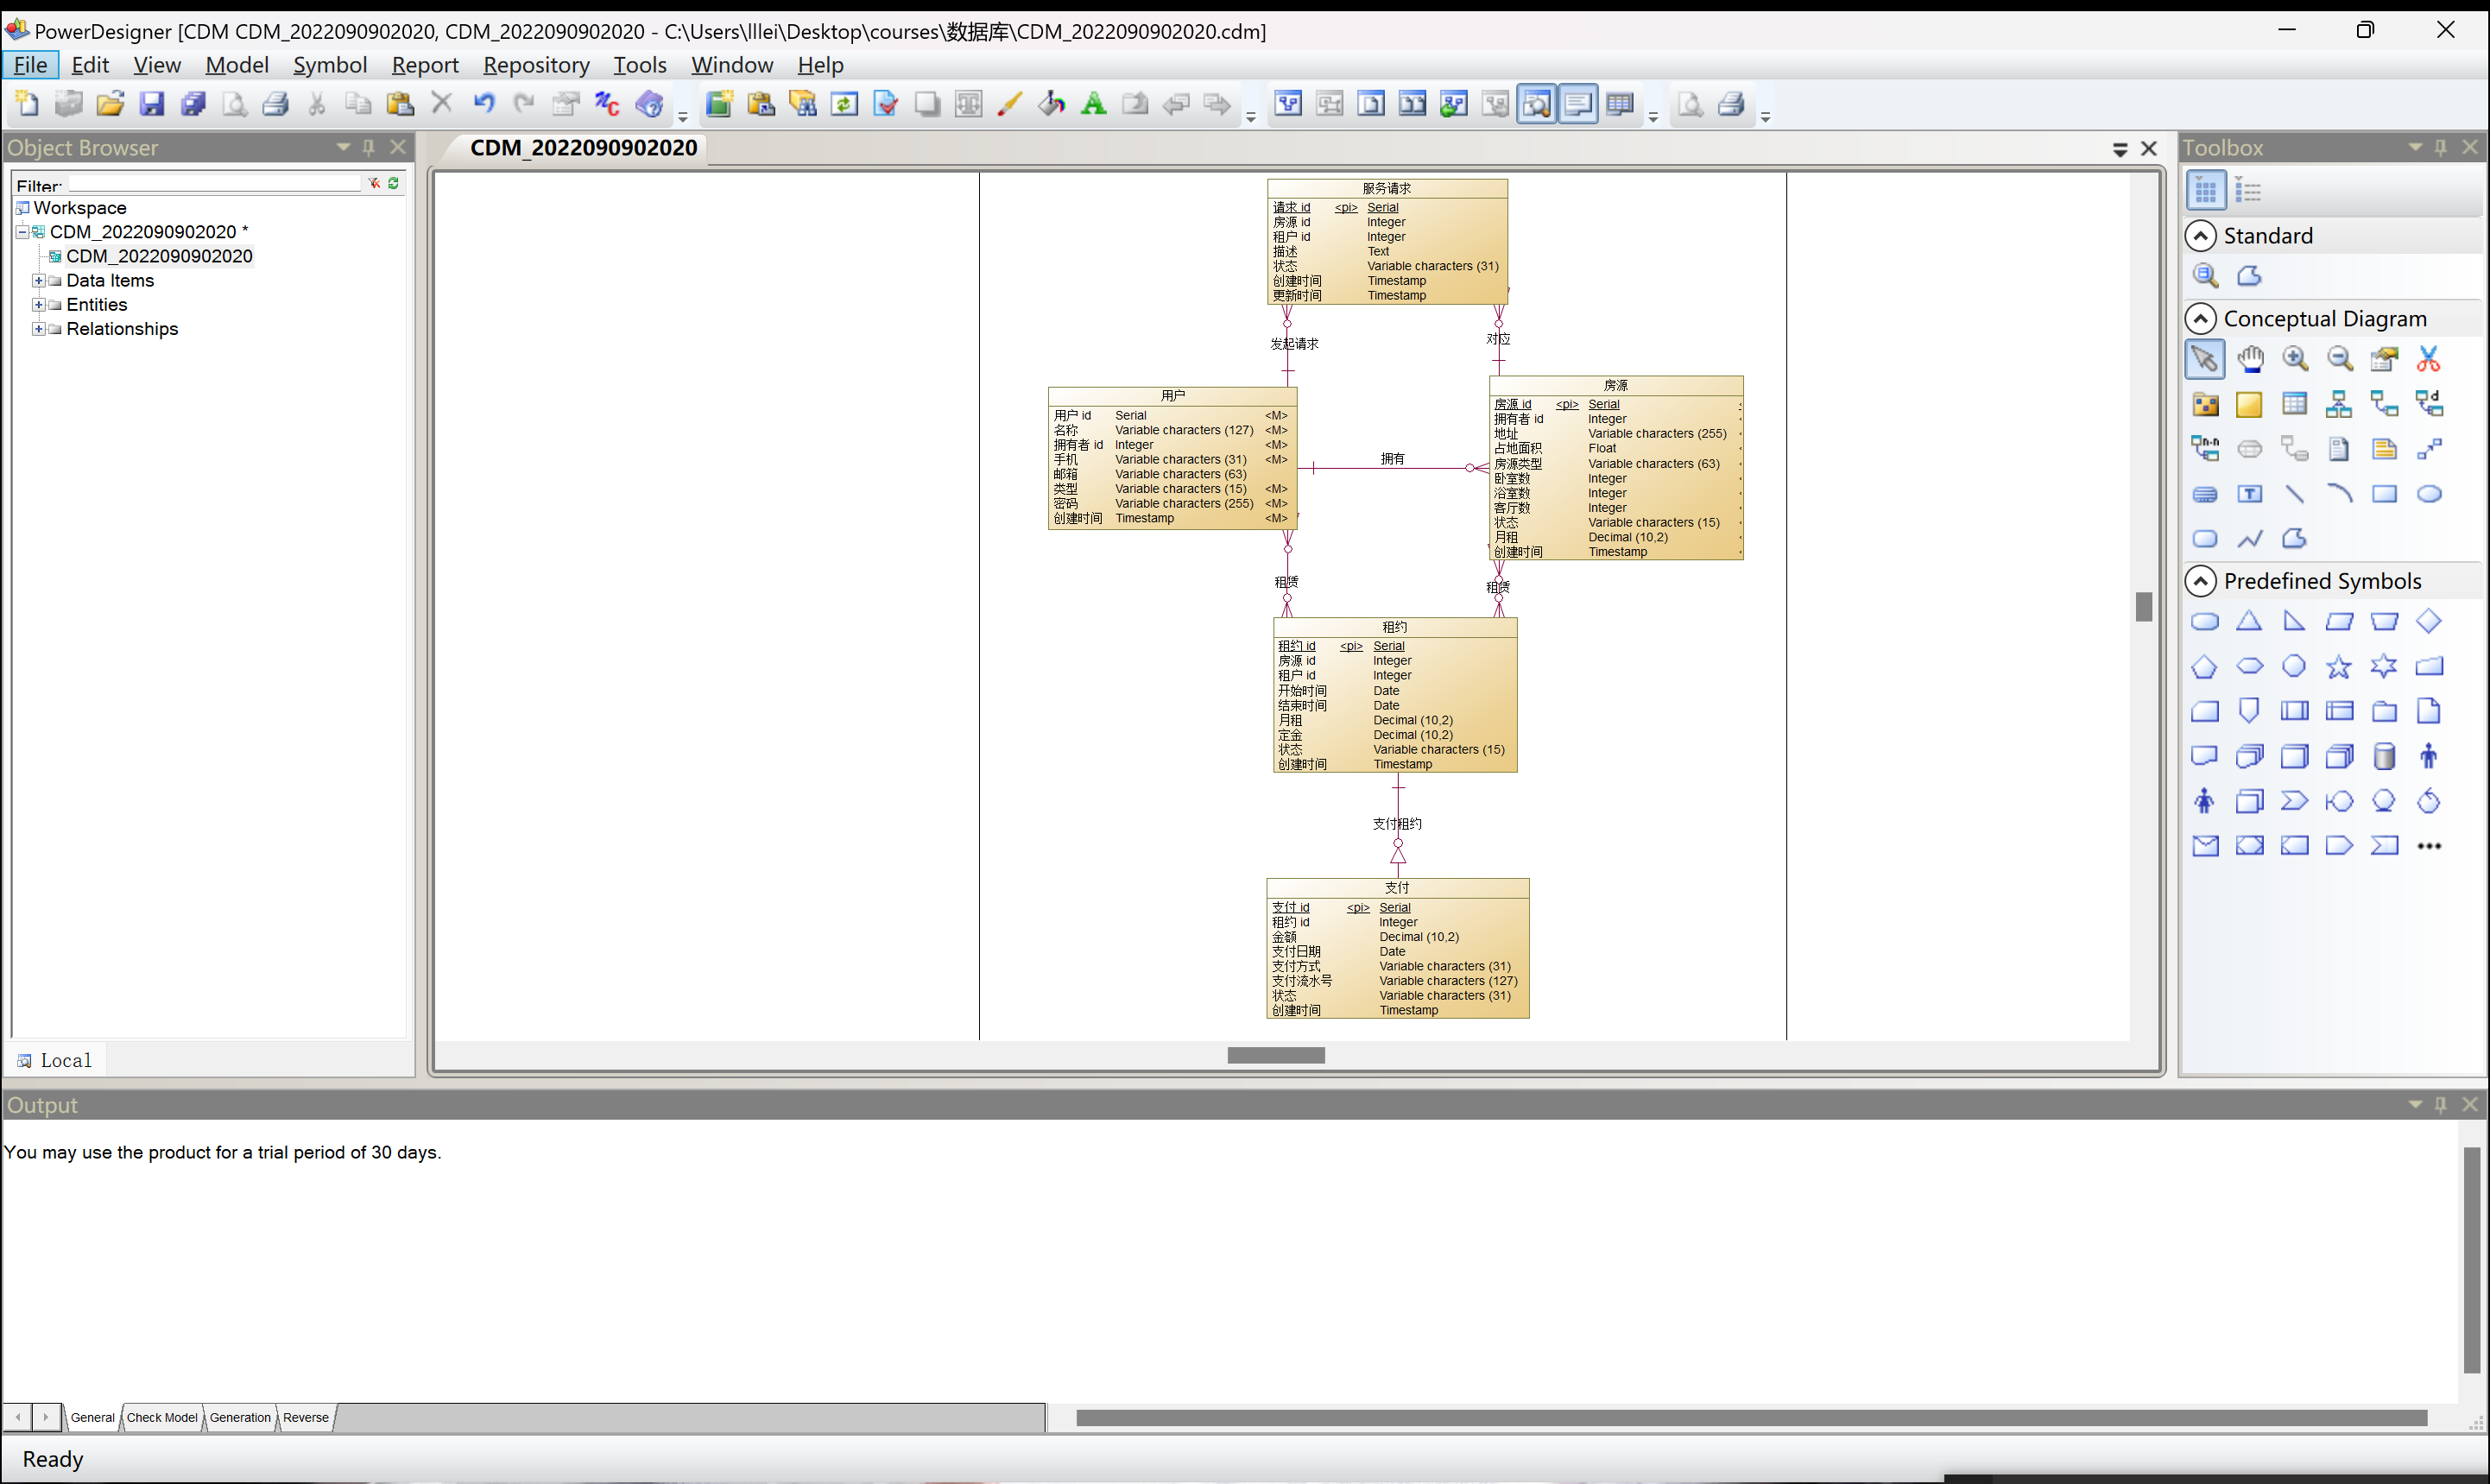 PowerDesigner [CDM CDM_2022090902020, CDM_2022090902020 - C:\Users\lllei\Desktop\courses\数据库\CDM_2022090902020.cdm]
File Edit View Model Symbol Report Repository Tools Window Help
Object Browser
Filter:
Workspace
CDM_2022090902020 *
CDM_2022090902020
Data Items
Entities
Relationships
Local
CDM_2022090902020
服务请求
请求 id <pi> Serial
房源 id Integer
租户 id Integer
描述 Text
状态 Variable characters (31)
创建时间 Timestamp
更新时间 Timestamp
发起请求
对应
用户
用户 id Serial <M>
名称 Variable characters (127) <M>
拥有者 id Integer <M>
手机 Variable characters (31) <M>
邮箱 Variable characters (63)
类型 Variable characters (15) <M>
密码 Variable characters (255) <M>
创建时间 Timestamp <M>
拥有
房源
房源 id <pi> Serial
拥有者 id Integer
地址 Variable characters (255)
占地面积 Float
房源类型 Variable characters (63)
卧室数 Integer
浴室数 Integer
客厅数 Integer
状态 Variable characters (15)
月租 Decimal (10,2)
创建时间 Timestamp
租赁
租赁
租约
租约 id <pi> Serial
房源 id Integer
租户 id Integer
开始时间 Date
结束时间 Date
月租 Decimal (10,2)
定金 Decimal (10,2)
状态 Variable characters (15)
创建时间 Timestamp
支付租约
支付
支付 id <pi> Serial
租约 id Integer
金额 Decimal (10,2)
支付日期 Date
支付方式 Variable characters (31)
支付流水号 Variable characters (127)
状态 Variable characters (31)
创建时间 Timestamp
Toolbox
Standard
Conceptual Diagram
Predefined Symbols
Output
You may use the product for a trial period of 30 days.
General Check Model Generation Reverse
Ready